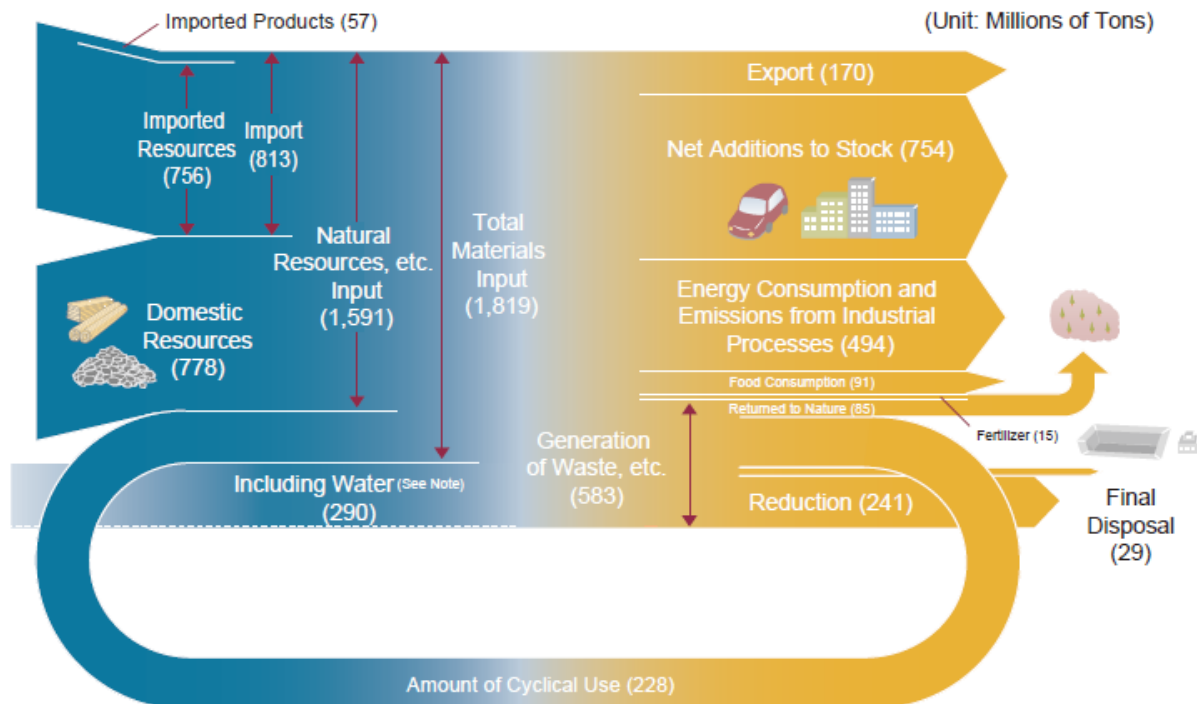 Imported Products (57)
(Unit: Millions of Tons)
Imported
Resources
(756)
Import
(813)
Natural
Resources, etc.
Input
(1,591)
Total
Materials
Input
(1,819)
Domestic
Resources
(778)
Including Water (See Note)
(290)
Export (170)
Net Additions to Stock (754)
Energy Consumption and
Emissions from Industrial
Processes (494)
Food Consumption (91)
Returned to Nature (85)
Fertilizer (15)
Generation
of Waste, etc.
(583)
Reduction (241)
Final
Disposal
(29)
Amount of Cyclical Use (228)